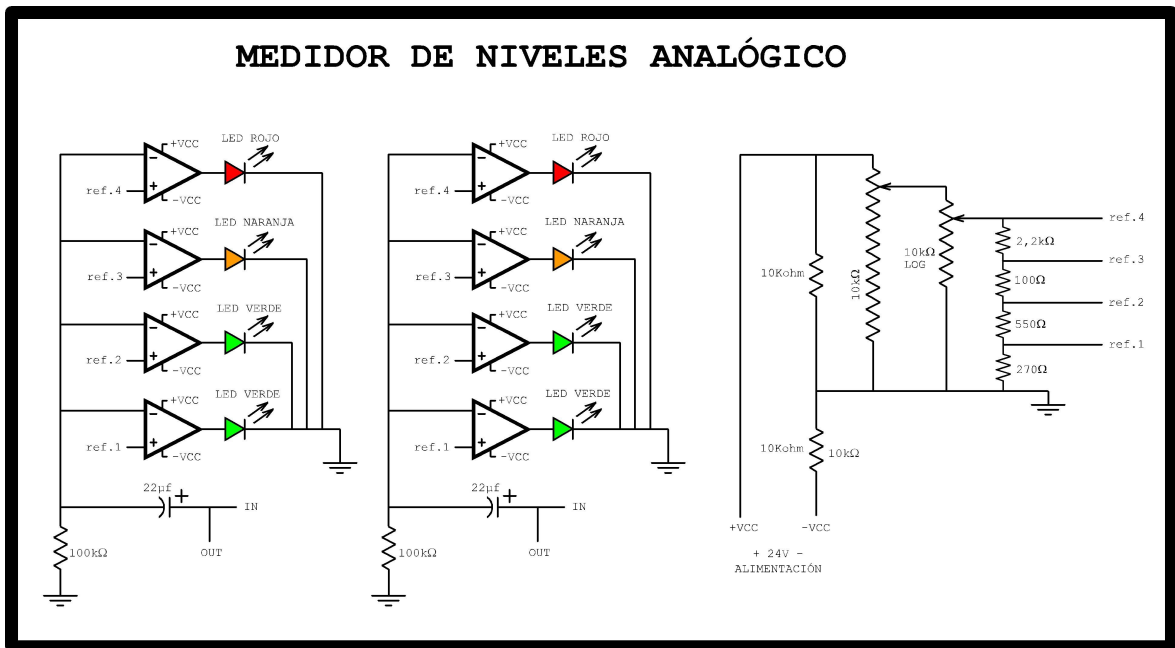 MEDIDOR DE NIVELES ANALÓGICO
+VCC
LED ROJO
−
+
ref.4
-VCC
+VCC
LED NARANJA
−
+
ref.3
-VCC
+VCC
LED VERDE
−
+
ref.2
-VCC
+VCC
LED VERDE
−
+
ref.1
-VCC
22µf
+
IN
OUT
100kΩ
+VCC
LED ROJO
−
+
ref.4
-VCC
+VCC
LED NARANJA
−
+
ref.3
-VCC
+VCC
LED VERDE
−
+
ref.2
-VCC
+VCC
LED VERDE
−
+
ref.1
-VCC
22µf
+
IN
OUT
100kΩ
10Kohm
10kΩ
10kΩ
LOG
ref.4
2,2kΩ
ref.3
100Ω
ref.2
550Ω
ref.1
270Ω
10Kohm
10kΩ
+VCC
-VCC
+ 24V -
ALIMENTACIÓN